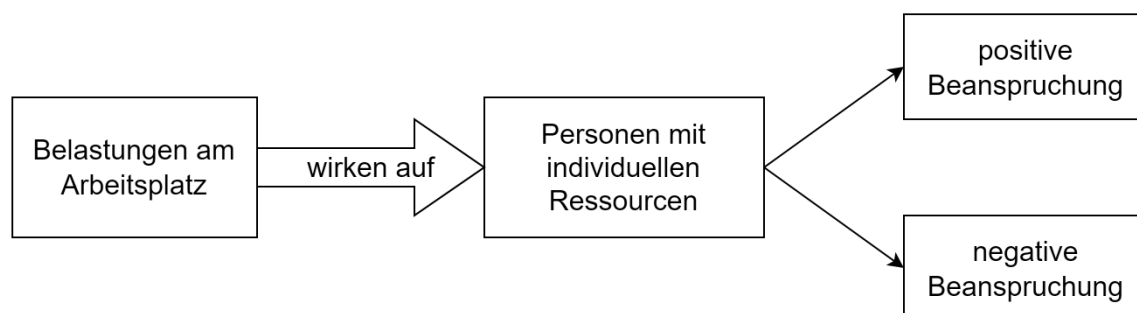 Belastungen am
Arbeitsplatz
wirken auf
Personen mit
individuellen
Ressourcen
positive
Beanspruchung
negative
Beanspruchung